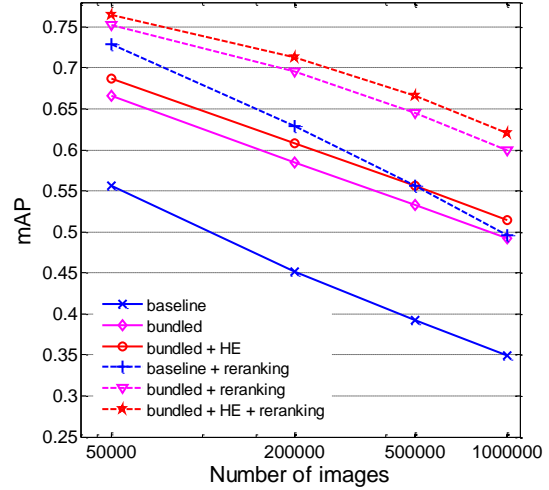 0.75
0.7
0.65
0.6
0.55
0.5
0.45
0.4
0.35
0.3
0.25
mAP
baseline
bundled
bundled + HE
baseline + reranking
bundled + reranking
bundled + HE + reranking
50000 200000 500000 1000000
Number of images